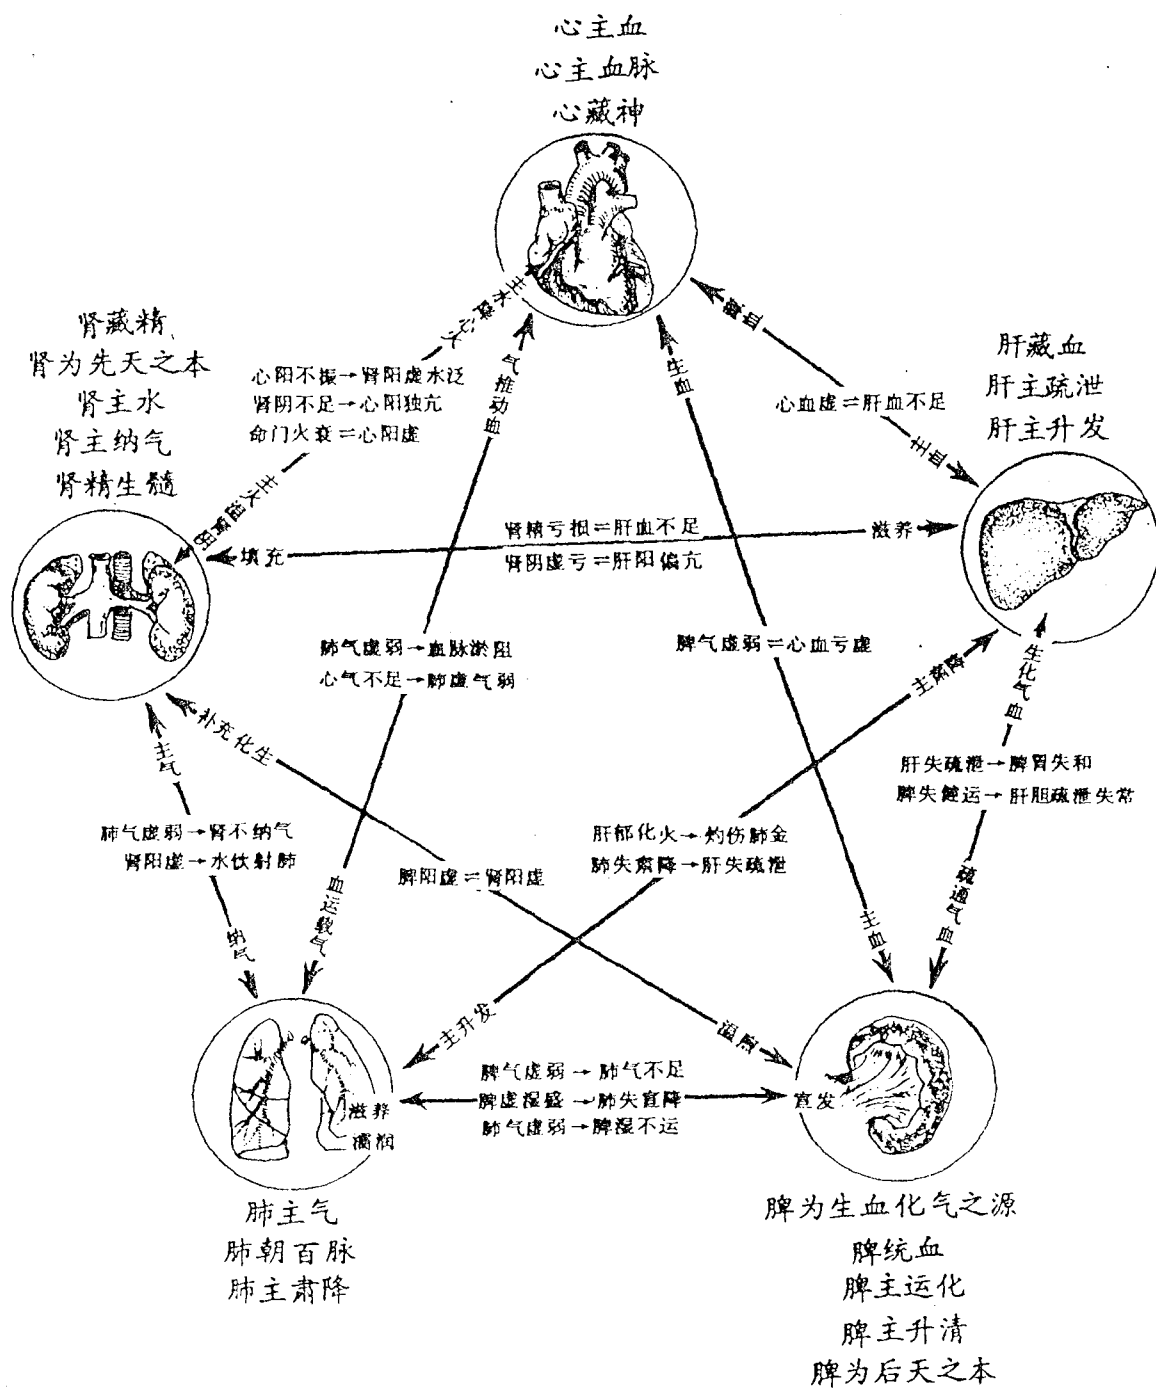 心主血
心主血脉
心藏神
肾藏精
肾为先天之本
肾主水
肾主纳气
肾精生髓
肝藏血
肝主疏泄
肝主升发
主水降心火
心阳不振→肾阳虚水泛
肾阴不足→心阳独亢
命门火衰⇌心阳虚
主火温肾阴
气推动血
生血
藏血
心血虚⇌肝血不足
主血
填充
肾精亏损⇌肝血不足
肾阴虚亏⇌肝阳偏亢
滋养
肺气虚弱→血脉淤阻
心气不足→肺虚气弱
脾气虚弱⇌心血亏虚
主肃降
生化气血
补充化生
主气
肝失疏泄→脾胃失和
脾失健运→肝胆疏泄失常
肺气虚弱→肾不纳气
肾阳虚→水饮射肺
肝郁化火→灼伤肺金
肺失肃降→肝失疏泄
脾阳虚⇌肾阳虚
纳气
血运载气
主血
疏通气血
主升发
温煦
脾气虚弱→肺气不足
脾虚湿盛→肺失宣降
肺气虚弱→脾湿不运
滋养
濡润
宣发
肺主气
肺朝百脉
肺主肃降
脾为生血化气之源
脾统血
脾主运化
脾主升清
脾为后天之本